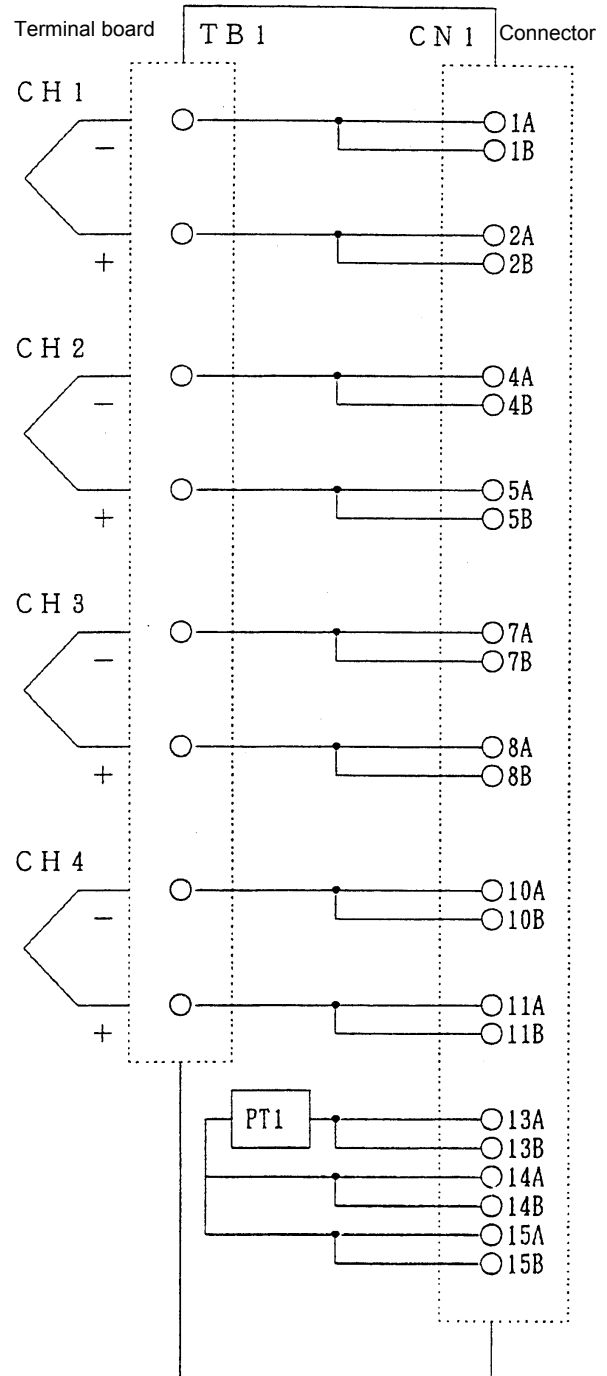 Terminal board TB1 CN1 Connector
CH1
1A
− 1B
2A
+ 2B
CH2
4A
− 4B
5A
+ 5B
CH3
7A
− 7B
8A
+ 8B
CH4
10A
− 10B
11A
+ 11B
PT1 13A
13B
14A
14B
15A
15B